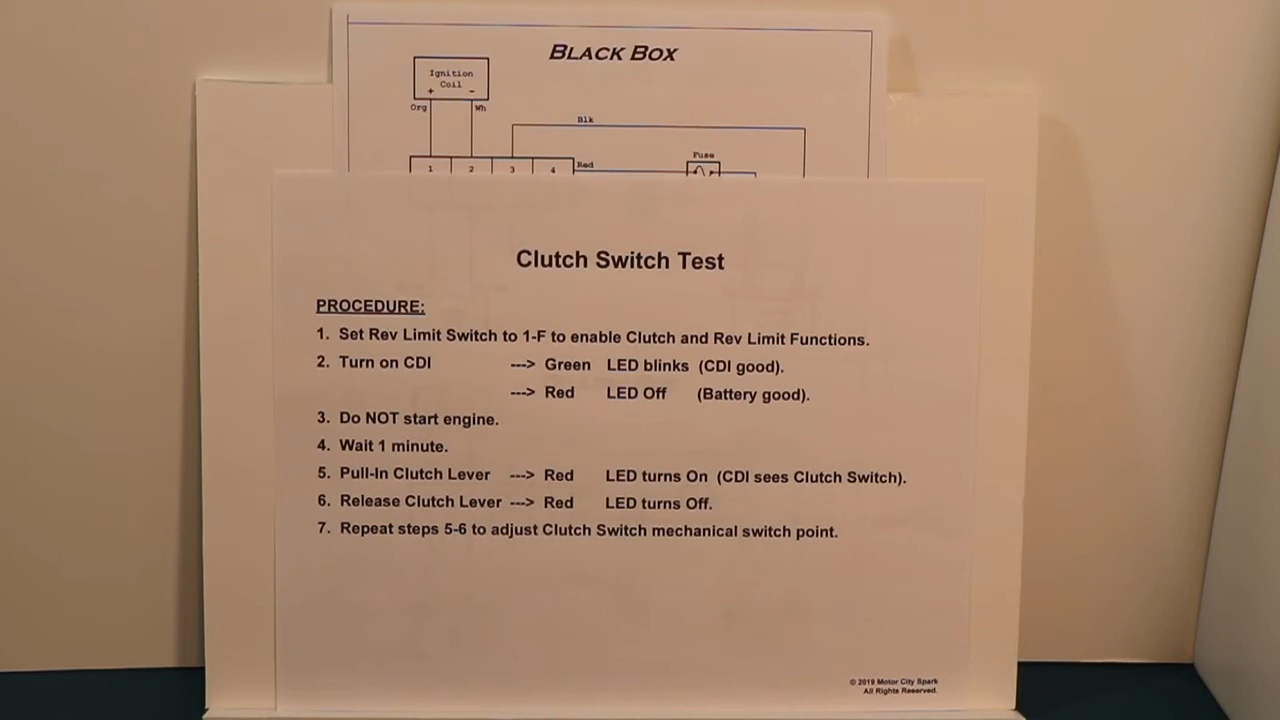 BLACK BOX
Ignition
Coil
+ -
Org Wh
Blk
Fuse
Red
1 2 3 4
Clutch Switch Test
PROCEDURE:
1. Set Rev Limit Switch to 1-F to enable Clutch and Rev Limit Functions.
2. Turn on CDI ---> Green LED blinks (CDI good).
---> Red LED Off (Battery good).
3. Do NOT start engine.
4. Wait 1 minute.
5. Pull-In Clutch Lever ---> Red LED turns On (CDI sees Clutch Switch).
6. Release Clutch Lever ---> Red LED turns Off.
7. Repeat steps 5-6 to adjust Clutch Switch mechanical switch point.
© 2019 Motor City Spark
All Rights Reserved.